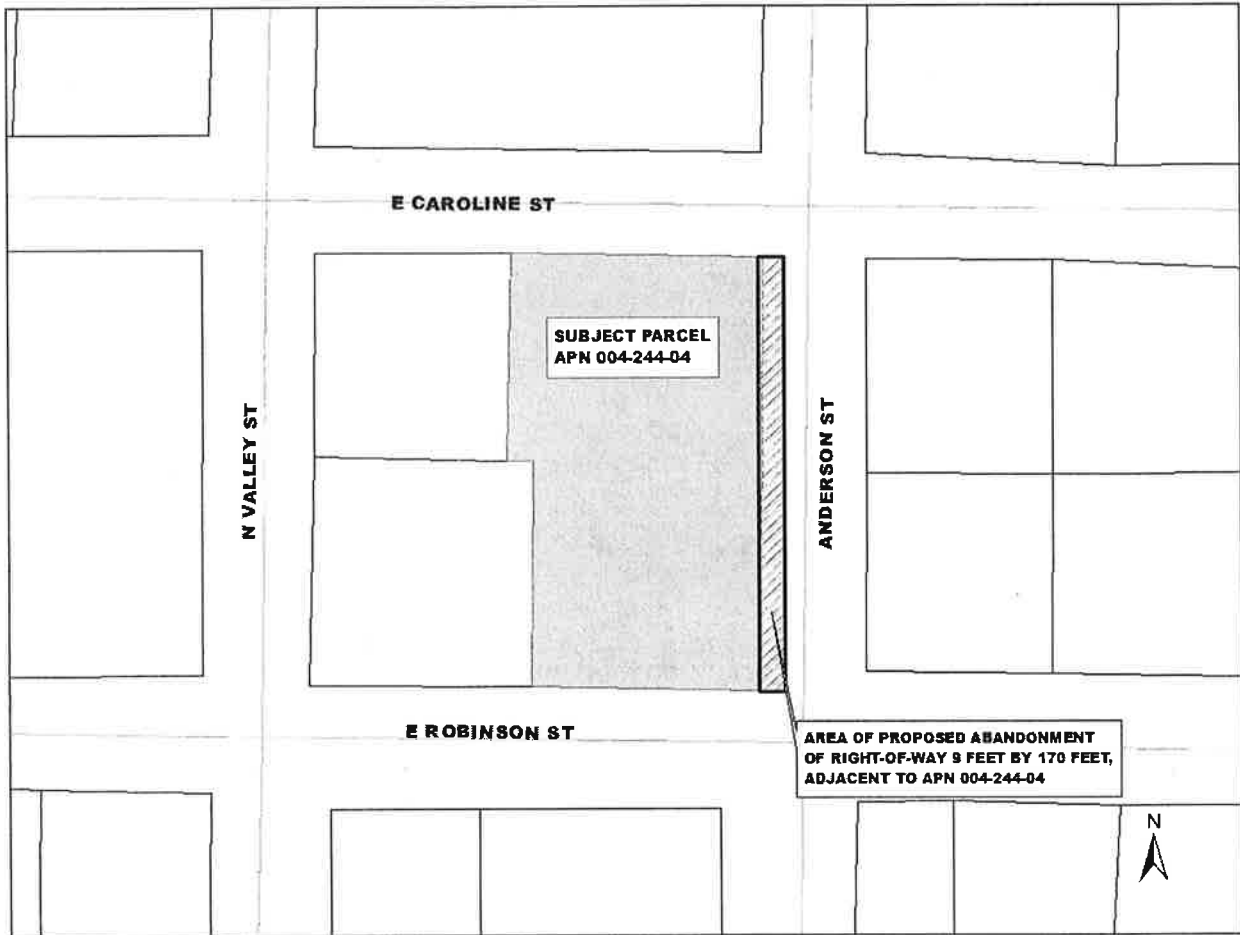 E CAROLINE ST
SUBJECT PARCEL
APN 004-244-04
N VALLEY ST
ANDERSON ST
E ROBINSON ST
AREA OF PROPOSED ABANDONMENT
OF RIGHT-OF-WAY 9 FEET BY 170 FEET,
ADJACENT TO APN 004-244-04
N